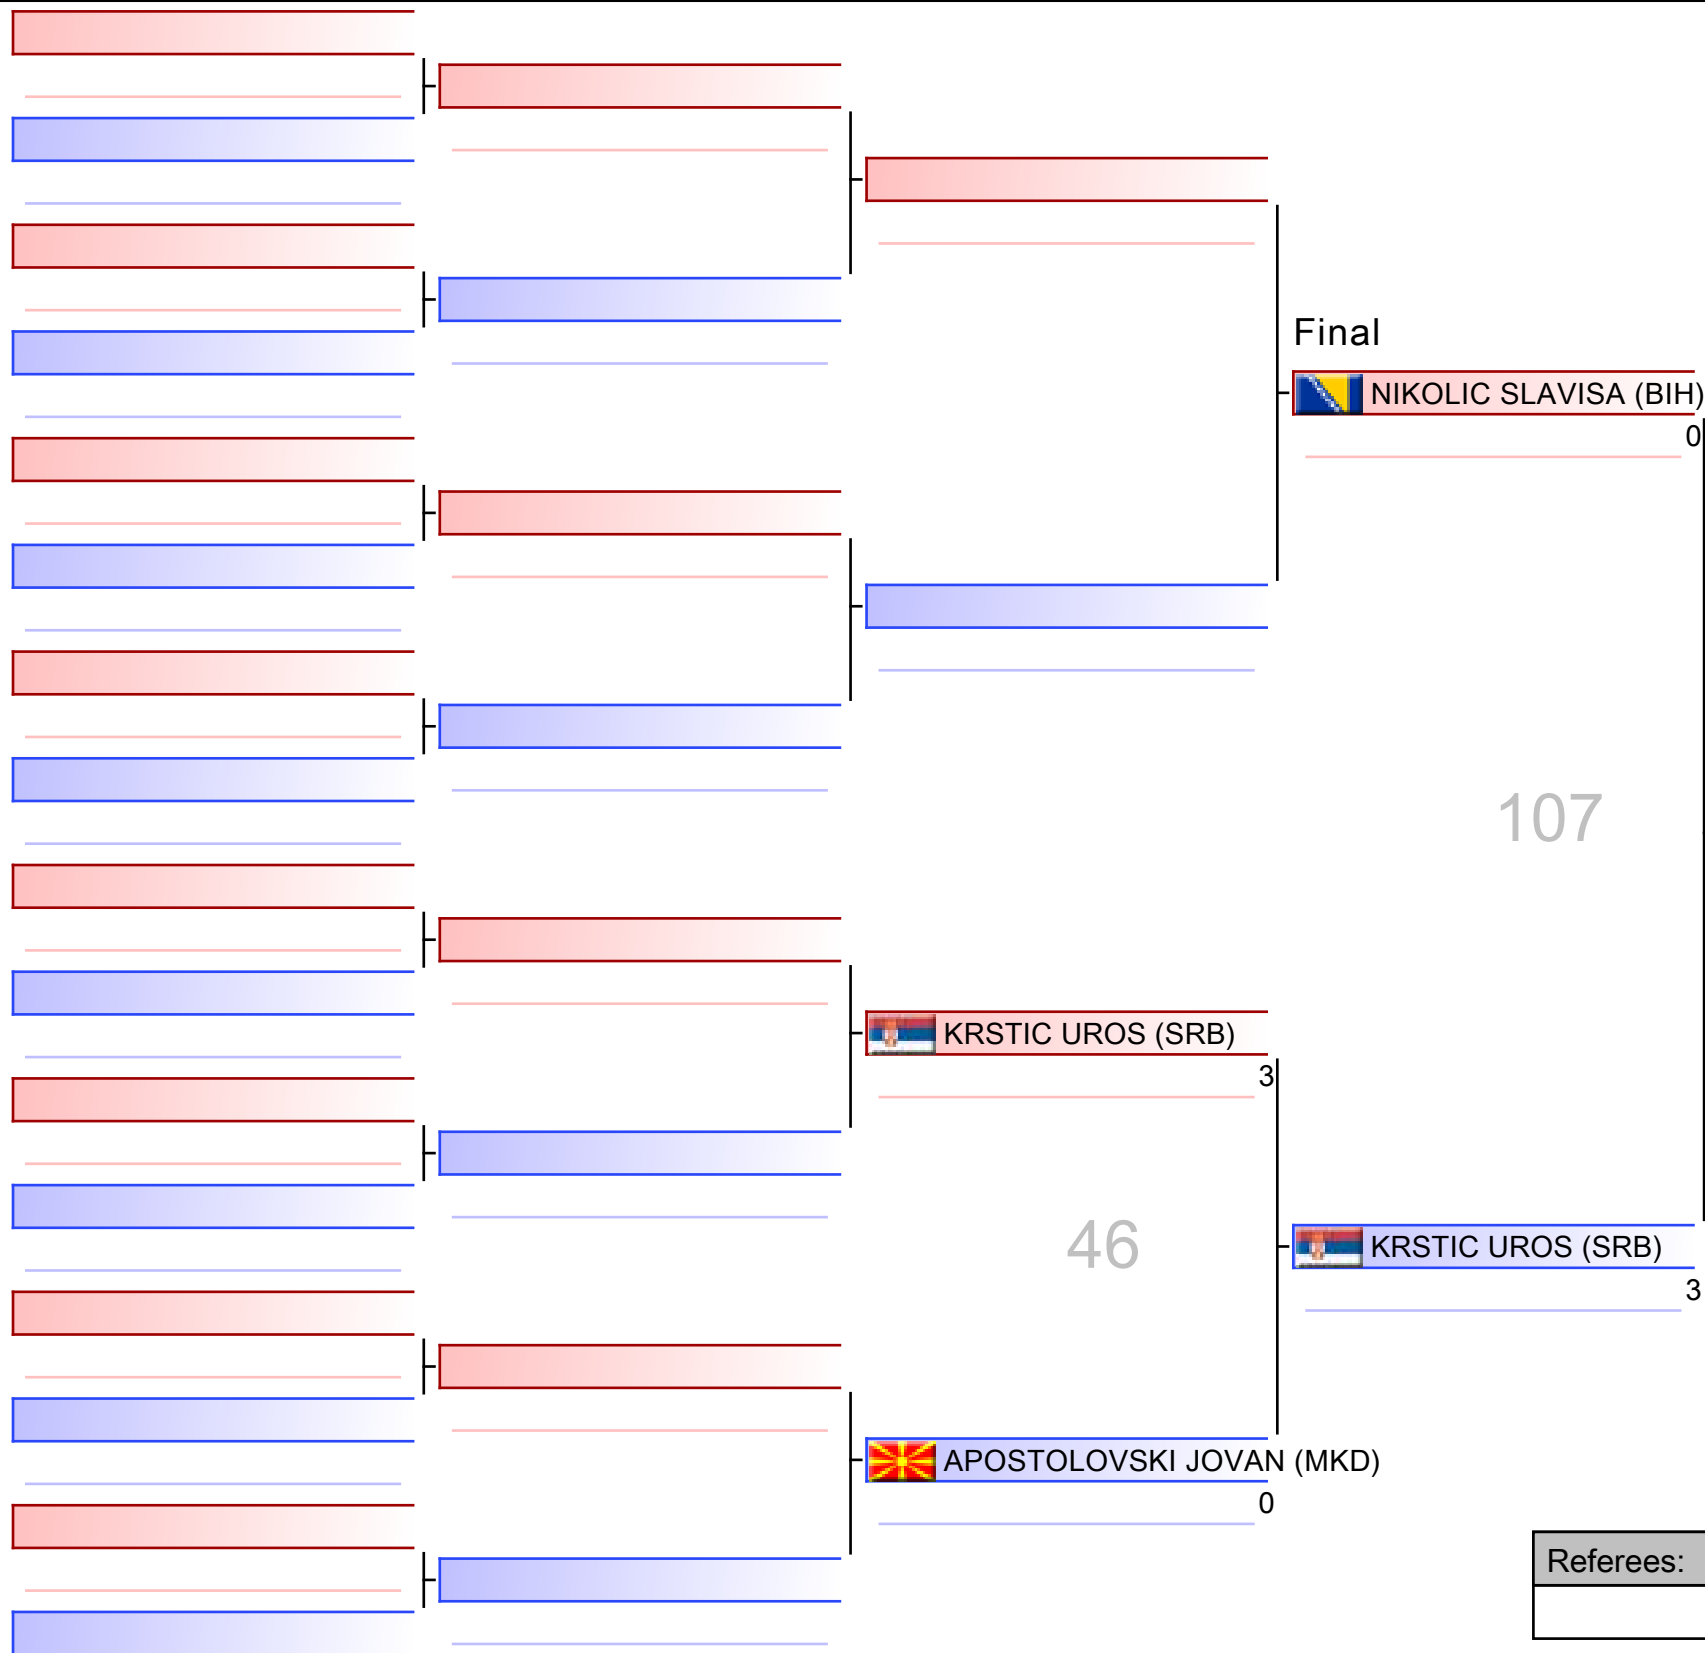 Final
NIKOLIC SLAVISA (BIH)
0
107
KRSTIC UROS (SRB)
3
46
KRSTIC UROS (SRB)
3
APOSTOLOVSKI JOVAN (MKD)
0
Referees: